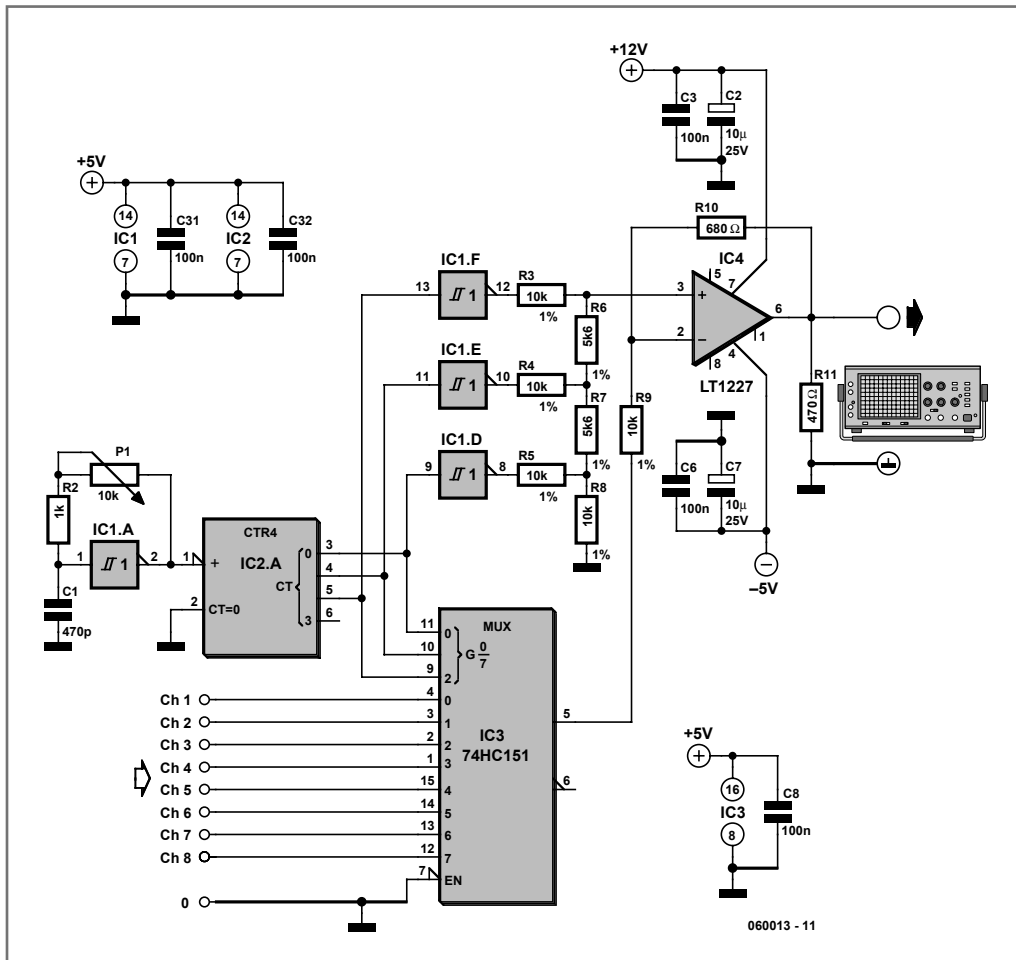 +12V
C3
100n
C2
10μ
25V
+5V
14
IC1
7
C31
100n
14
IC2
7
C32
100n
R10
680 Ω
IC4
5
7
3
+
2
−
6
1
4
8
LT1227
IC1.F
13
1
12
R3
10k
1%
R6
5k6
1%
IC1.E
11
1
10
R4
10k
1%
R7
5k6
1%
IC1.D
9
1
8
R5
10k
1%
R8
10k
1%
R9
10k
1%
R11
470Ω
C6
100n
C7
10μ
25V
−5V
P1
10k
R2
1k
IC1.A
1
1
2
C1
470p
CTR4
IC2.A
1
+
2
CT=0
CT
0
3
3
4
5
6
MUX
11
0
10
G 0/7
9
2
Ch 1
4
0
Ch 2
3
1
Ch 3
2
2
Ch 4
1
3
Ch 5
15
4
Ch 6
14
5
Ch 7
13
6
Ch 8
12
7
7
EN
0
IC3
74HC151
5
6
+5V
16
IC3
8
C8
100n
060013 - 11